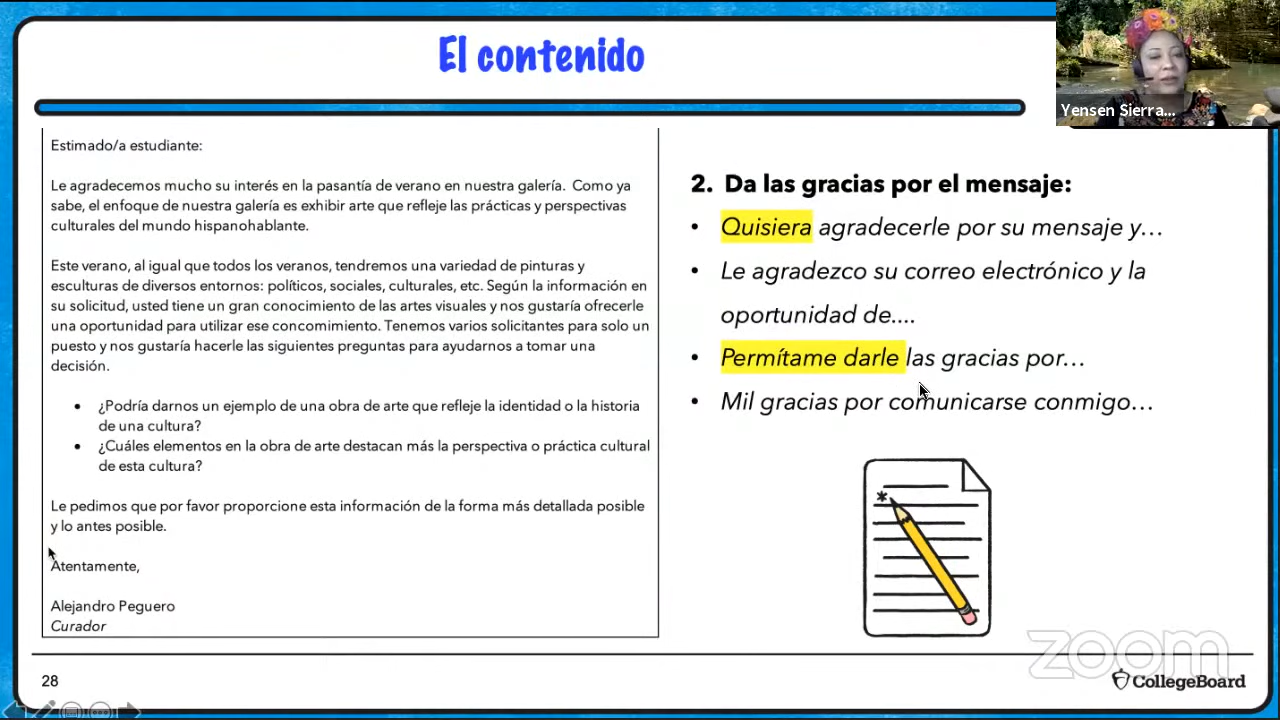 El contenido
Yensen Sierra...
Estimado/a estudiante:
Le agradecemos mucho su interés en la pasantía de verano en nuestra galería. Como ya
sabe, el enfoque de nuestra galería es exhibir arte que refleje las prácticas y perspectivas
culturales del mundo hispanohablante.
Este verano, al igual que todos los veranos, tendremos una variedad de pinturas y
esculturas de diversos entornos: políticos, sociales, culturales, etc. Según la información en
su solicitud, usted tiene un gran conocimiento de las artes visuales y nos gustaría ofrecerle
una oportunidad para utilizar ese concomimiento. Tenemos varios solicitantes para solo un
puesto y nos gustaría hacerle las siguientes preguntas para ayudarnos a tomar una
decisión.
• ¿Podría darnos un ejemplo de una obra de arte que refleje la identidad o la historia
de una cultura?
• ¿Cuáles elementos en la obra de arte destacan más la perspectiva o práctica cultural
de esta cultura?
Le pedimos que por favor proporcione esta información de la forma más detallada posible
y lo antes posible.
Atentamente,
Alejandro Peguero
Curador
2. Da las gracias por el mensaje:
• Quisiera agradecerle por su mensaje y…
• Le agradezco su correo electrónico y la
oportunidad de....
• Permítame darle las gracias por…
• Mil gracias por comunicarse conmigo…
zoom
28
CollegeBoard